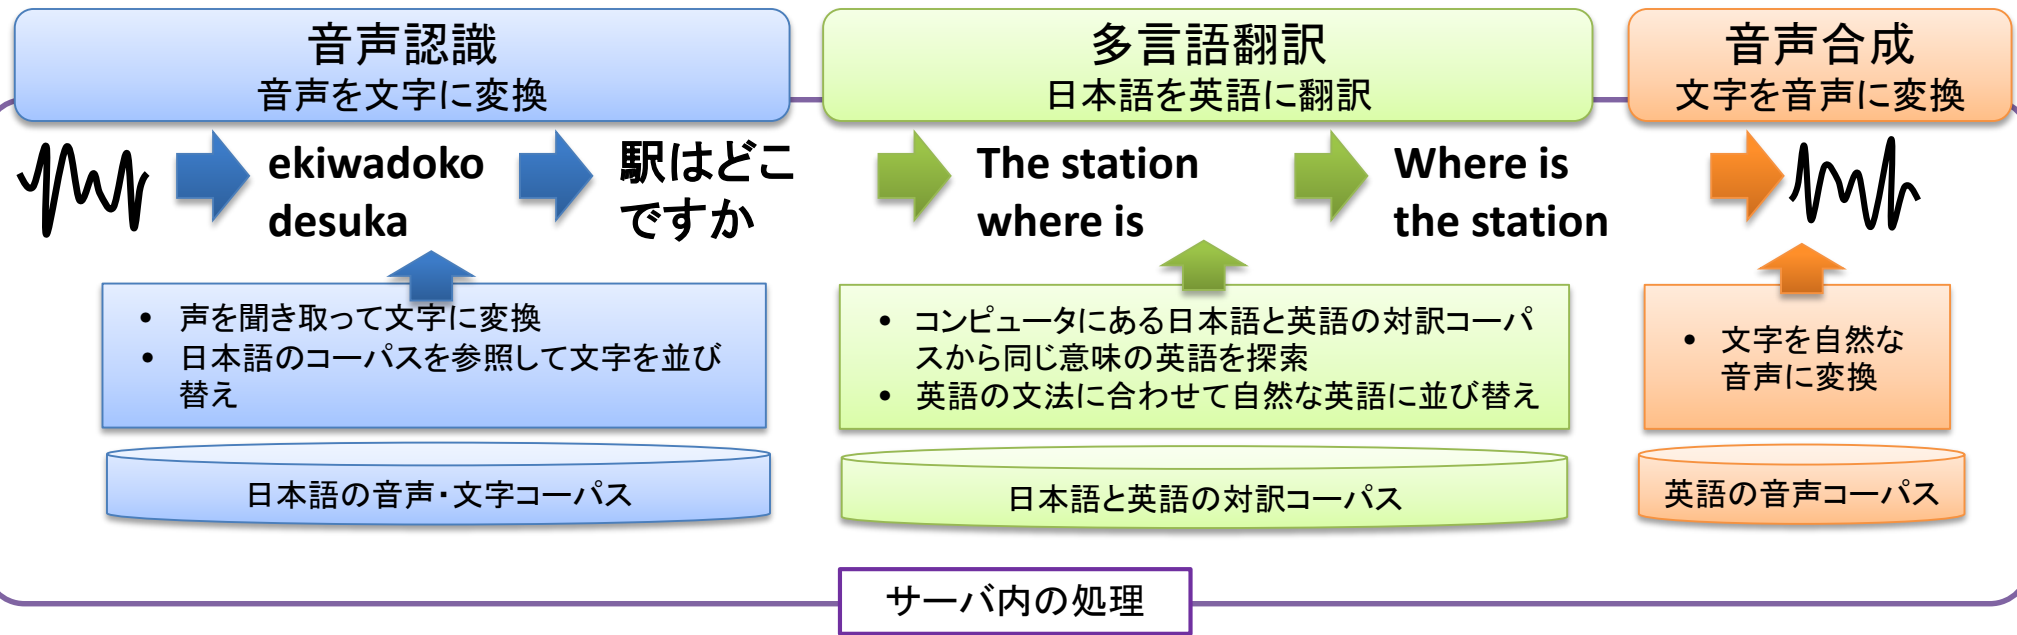 音声認識
音声を文字に変換
ekiwadoko
desuka
駅はどこ
ですか
• 声を聞き取って文字に変換
• 日本語のコーパスを参照して文字を並び
替え
日本語の音声・文字コーパス
多言語翻訳
日本語を英語に翻訳
The station
where is
Where is
the station
• コンピュータにある日本語と英語の対訳コーパ
スから同じ意味の英語を探索
• 英語の文法に合わせて自然な英語に並び替え
日本語と英語の対訳コーパス
音声合成
文字を音声に変換
• 文字を自然な
音声に変換
英語の音声コーパス
サーバ内の処理